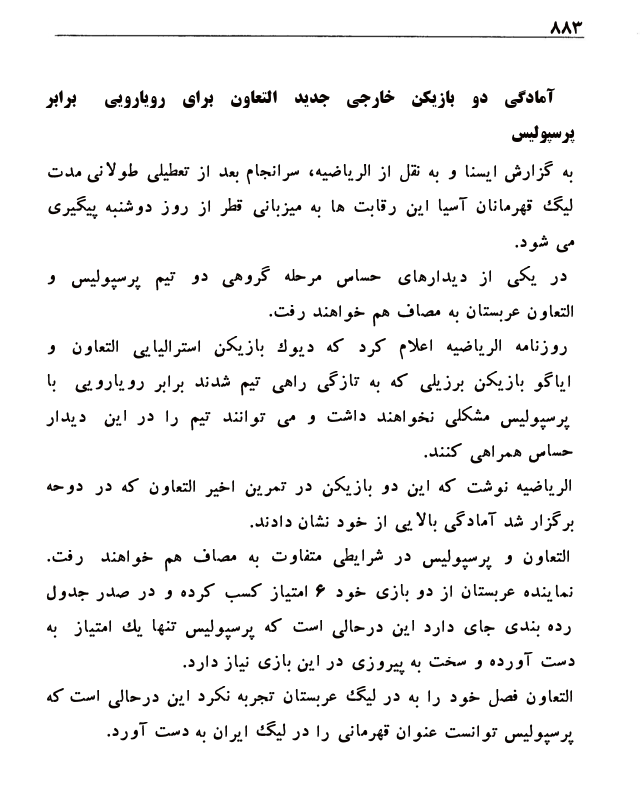 ۸۸۳
آمادگی دو بازیکن خارجی جدید التعاون برای رویارویی برابر
پرسپولیس
به گزارش ایسنا و به نقل از الریاضیه، سرانجام بعد از تعطیلی طولانی مدت
لیگ قهرمانان آسیا این رقابت ها به میزبانی قطر از روز دوشنبه پیگیری
می شود.
در یکی از دیدارهای حساس مرحله گروهی دو تیم پرسپولیس و
التعاون عربستان به مصاف هم خواهند رفت.
روزنامه الریاضیه اعلام کرد که دیوک بازیکن استرالیایی التعاون و
ایاگو بازیکن برزیلی که به تازگی راهی تیم شدند برابر رویارویی با
پرسپولیس مشکلی نخواهند داشت و می توانند تیم را در این دیدار
حساس همراهی کنند.
الریاضیه نوشت که این دو بازیکن در تمرین اخیر التعاون که در دوحه
برگزار شد آمادگی بالایی از خود نشان دادند.
التعاون و پرسپولیس در شرایطی متفاوت به مصاف هم خواهند رفت.
نماینده عربستان از دو بازی خود ۶ امتیاز کسب کرده و در صدر جدول
رده بندی جای دارد این درحالی است که پرسپولیس تنها یک امتیاز به
دست آورده و سخت به پیروزی در این بازی نیاز دارد.
التعاون فصل خود را به در لیگ عربستان تجربه نکرد این درحالی است که
پرسپولیس توانست عنوان قهرمانی را در لیگ ایران به دست آورد.